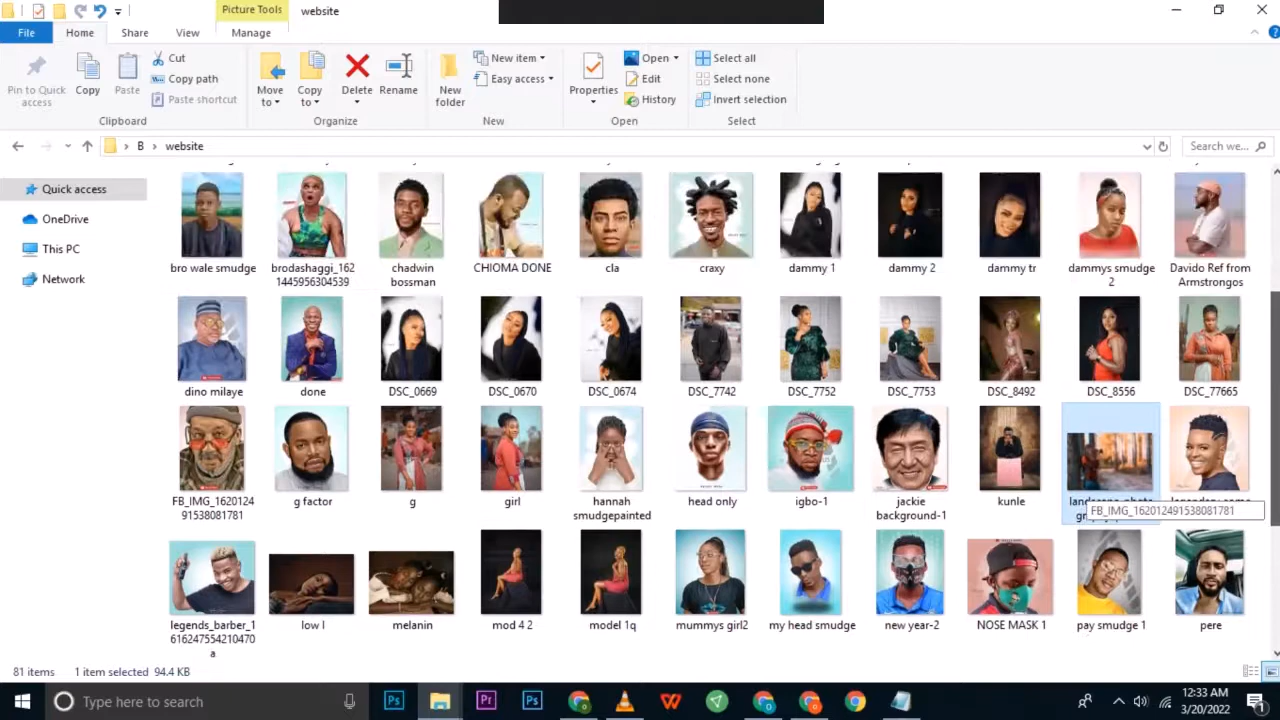 Picture Tools
website
File
Home
Share
View
Manage
Pin to Quick
access
Copy
Paste
Cut
Copy path
Paste shortcut
Move
to
Copy
to
Delete
Rename
New
folder
New item
Easy access
Properties
Open
Edit
History
Select all
Select none
Invert selection
Clipboard
Organize
New
Open
Select
B
website
Search we...
Quick access
OneDrive
This PC
Network
bro wale smudge
brodashaggi_162
1445956304539
chadwin
bossman
CHIOMA DONE
cla
craxy
dammy 1
dammy 2
dammy tr
dammys smudge
2
Davido Ref from
Armstrongos
dino milaye
done
DSC_0669
DSC_0670
DSC_0674
DSC_7742
DSC_7752
DSC_7753
DSC_8492
DSC_8556
DSC_77665
FB_IMG_1620124
91538081781
g factor
g
girl
hannah
smudgepainted
head only
igbo-1
jackie
background-1
kunle
FB_IMG_162012491538081781
legends_barber_1
616247554210470
a
low l
melanin
mod 4 2
model 1q
mummys girl2
my head smudge
new year-2
NOSE MASK 1
pay smudge 1
pere
81 items
1 item selected 94.4 KB
Type here to search
12:33 AM
3/20/2022